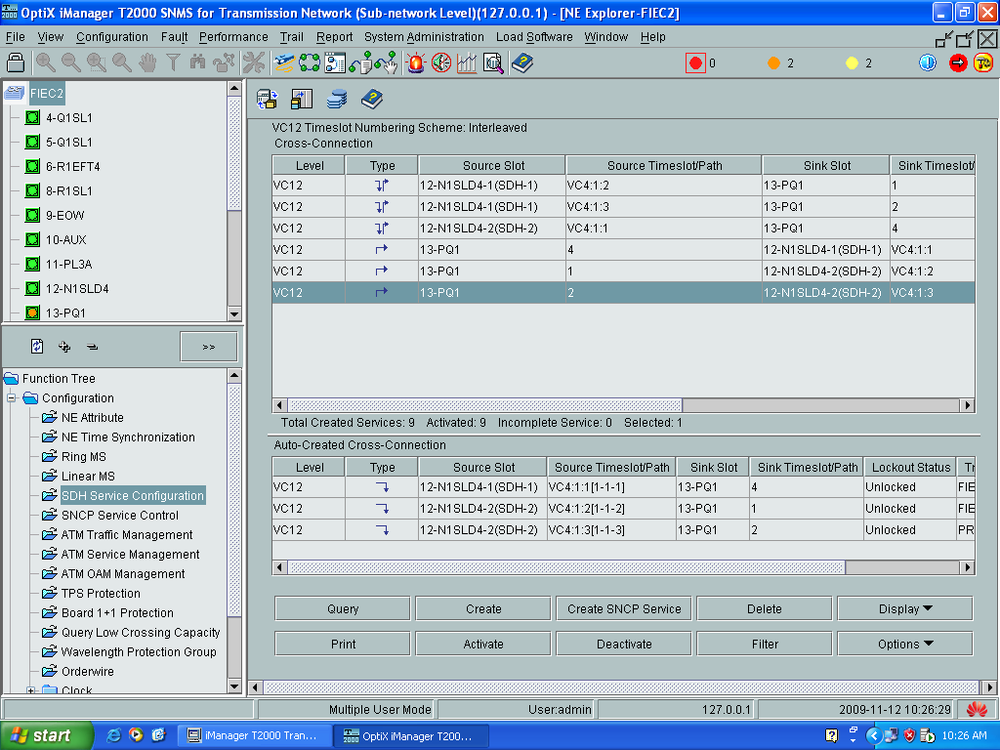 OptiX iManager T2000 SNMS for Transmission Network (Sub-network Level)(127.0.0.1) - [NE Explorer-FIEC2]
File View Configuration Fault Performance Trail Report System Administration Load Software Window Help
0 2 2
FIEC2
4-Q1SL1
5-Q1SL1
6-R1EFT4
8-R1SL1
9-EOW
10-AUX
11-PL3A
12-N1SLD4
13-PQ1
>>
Function Tree
Configuration
NE Attribute
NE Time Synchronization
Ring MS
Linear MS
SDH Service Configuration
SNCP Service Control
ATM Traffic Management
ATM Service Management
ATM OAM Management
TPS Protection
Board 1+1 Protection
Query Low Crossing Capacity
Wavelength Protection Group
Orderwire
Clock
VC12 Timeslot Numbering Scheme: Interleaved
Cross-Connection
Level Type Source Slot Source Timeslot/Path Sink Slot Sink Timeslot/
VC12 12-N1SLD4-1(SDH-1) VC4:1:2 13-PQ1 1
VC12 12-N1SLD4-1(SDH-1) VC4:1:3 13-PQ1 2
VC12 12-N1SLD4-2(SDH-2) VC4:1:1 13-PQ1 4
VC12 13-PQ1 4 12-N1SLD4-1(SDH-1) VC4:1:1
VC12 13-PQ1 1 12-N1SLD4-2(SDH-2) VC4:1:2
VC12 13-PQ1 2 12-N1SLD4-2(SDH-2) VC4:1:3
Total Created Services: 9 Activated: 9 Incomplete Service: 0 Selected: 1
Auto-Created Cross-Connection
Level Type Source Slot Source Timeslot/Path Sink Slot Sink Timeslot/Path Lockout Status Tr
VC12 12-N1SLD4-1(SDH-1) VC4:1:1[1-1-1] 13-PQ1 4 Unlocked FIE
VC12 12-N1SLD4-2(SDH-2) VC4:1:2[1-1-2] 13-PQ1 1 Unlocked FIE
VC12 12-N1SLD4-2(SDH-2) VC4:1:3[1-1-3] 13-PQ1 2 Unlocked PR
Query Create Create SNCP Service Delete Display
Print Activate Deactivate Filter Options
Multiple User Mode User:admin 127.0.0.1 2009-11-12 10:26:29
start iManager T2000 Tran... OptiX iManager T200... 10:26 AM